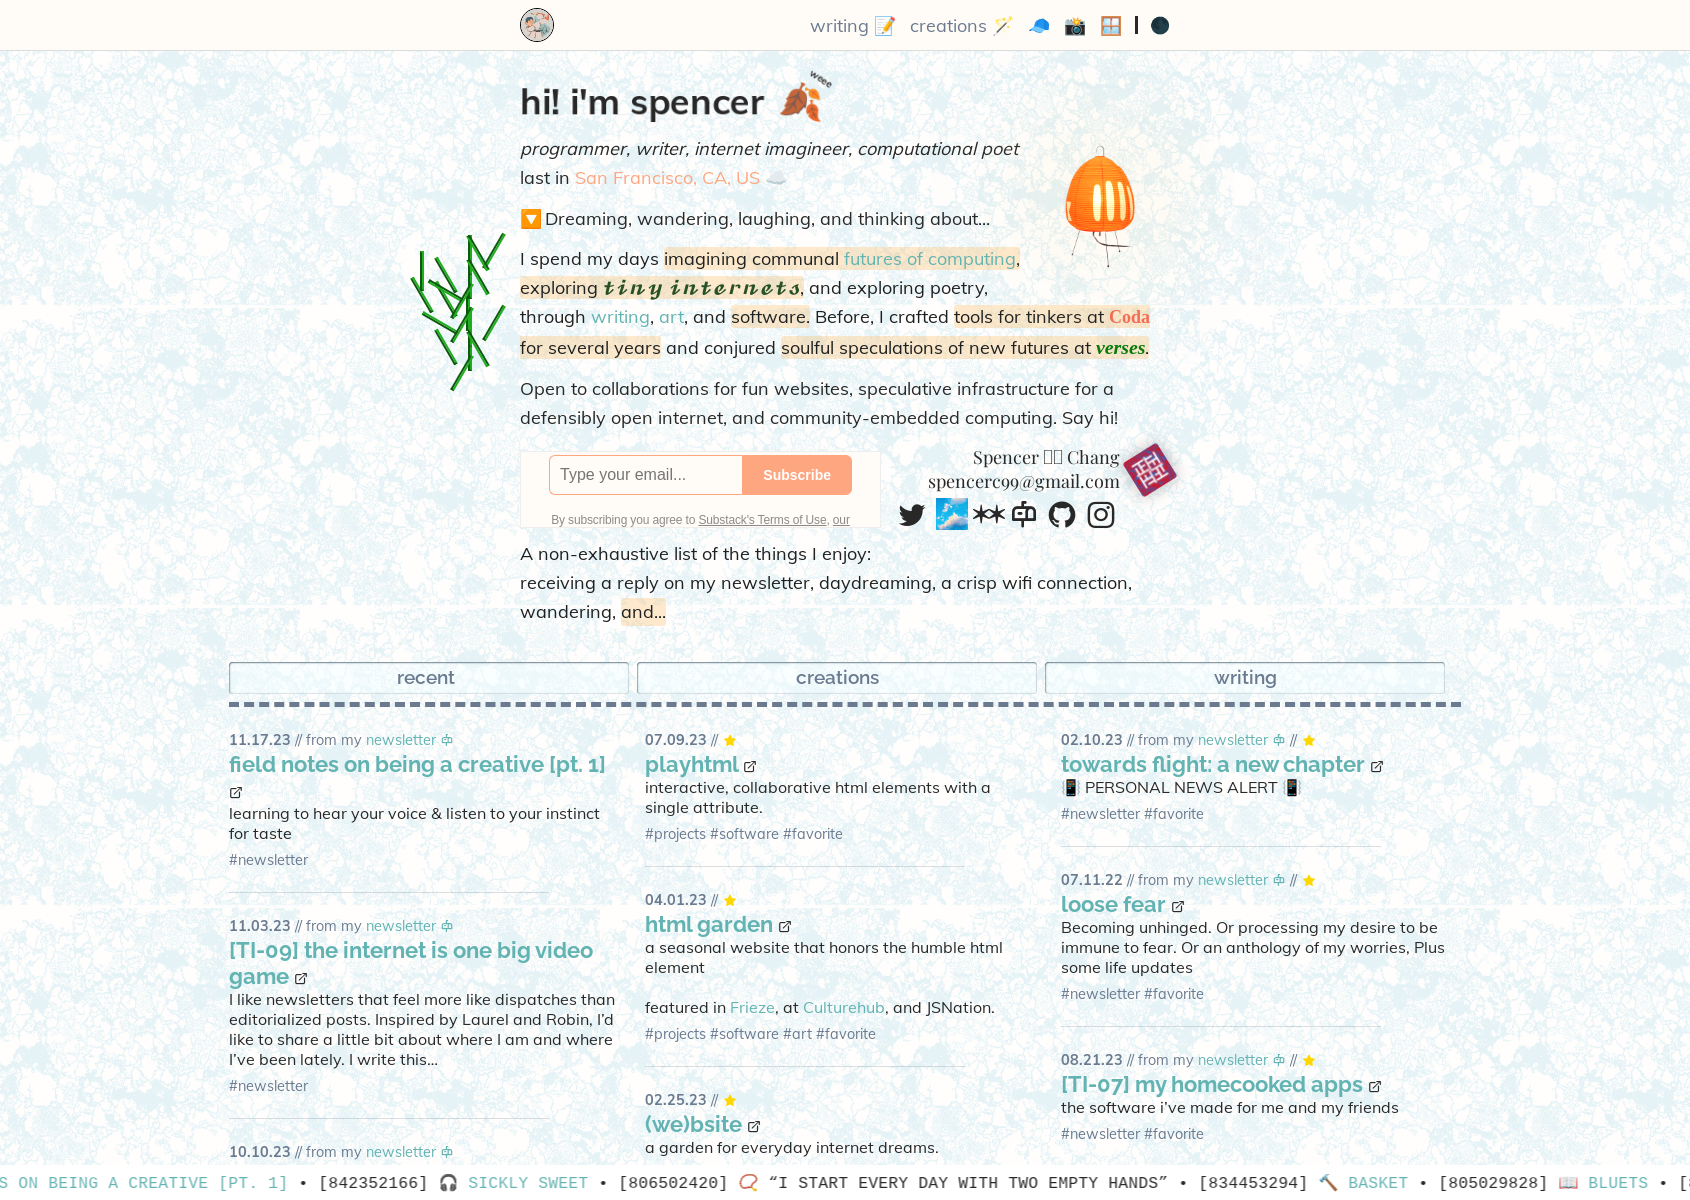 writing 📝 creations 🪄 🧢 📸 🪟 | 🌑
hi! i'm spencer
weee
programmer, writer, internet imagineer, computational poet
last in San Francisco, CA, US ☁️
🔽 Dreaming, wandering, laughing, and thinking about...
I spend my days imagining communal futures of computing,
exploring tiny internets, and exploring poetry,
through writing, art, and software. Before, I crafted tools for tinkers at Coda
for several years and conjured soulful speculations of new futures at verses.
Open to collaborations for fun websites, speculative infrastructure for a
defensibly open internet, and community-embedded computing. Say hi!
Type your email...
Subscribe
By subscribing you agree to Substack's Terms of Use, our
Spencer Chang
spencerc99@gmail.com
A non-exhaustive list of the things I enjoy:
receiving a reply on my newsletter, daydreaming, a crisp wifi connection,
wandering, and...
recent
creations
writing
11.17.23 // from my newsletter
field notes on being a creative [pt. 1]
learning to hear your voice & listen to your instinct
for taste
#newsletter
11.03.23 // from my newsletter
[TI-09] the internet is one big video
game
I like newsletters that feel more like dispatches than
editorialized posts. Inspired by Laurel and Robin, I'd
like to share a little bit about where I am and where
I've been lately. I write this...
#newsletter
10.10.23 // from my newsletter
07.09.23 // ⭐
playhtml
interactive, collaborative html elements with a
single attribute.
#projects #software #favorite
04.01.23 // ⭐
html garden
a seasonal website that honors the humble html
element
featured in Frieze, at Culturehub, and JSNation.
#projects #software #art #favorite
02.25.23 // ⭐
(we)bsite
a garden for everyday internet dreams.
02.10.23 // from my newsletter // ⭐
towards flight: a new chapter
📳 PERSONAL NEWS ALERT 📳
#newsletter #favorite
07.11.22 // from my newsletter // ⭐
loose fear
Becoming unhinged. Or processing my desire to be
immune to fear. Or an anthology of my worries, Plus
some life updates
#newsletter #favorite
08.21.23 // from my newsletter // ⭐
[TI-07] my homecooked apps
the software i've made for me and my friends
#newsletter #favorite
S ON BEING A CREATIVE [PT. 1] • [842352166] 🎧 SICKLY SWEET • [806502420] 📿 “I START EVERY DAY WITH TWO EMPTY HANDS” • [834453294] 🔨 BASKET • [805029828] 📖 BLUETS • [